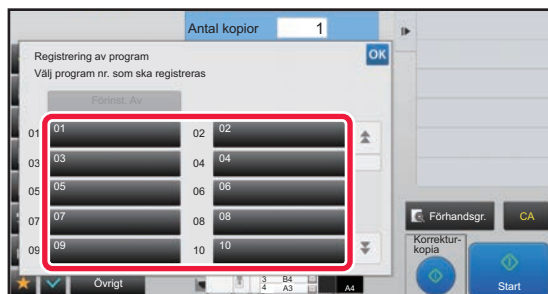 Antal kopior 1
OK
Registrering av program
Välj program nr. som ska registreras
Förinst. Av
01 01 02 02
03 03 04 04
05 05 06 06
07 07 08 08
09 09 10 10
Förhandsgr. CA
Korrektur-
kopia
Start
Övrigt
3 B4
4 A3
A4